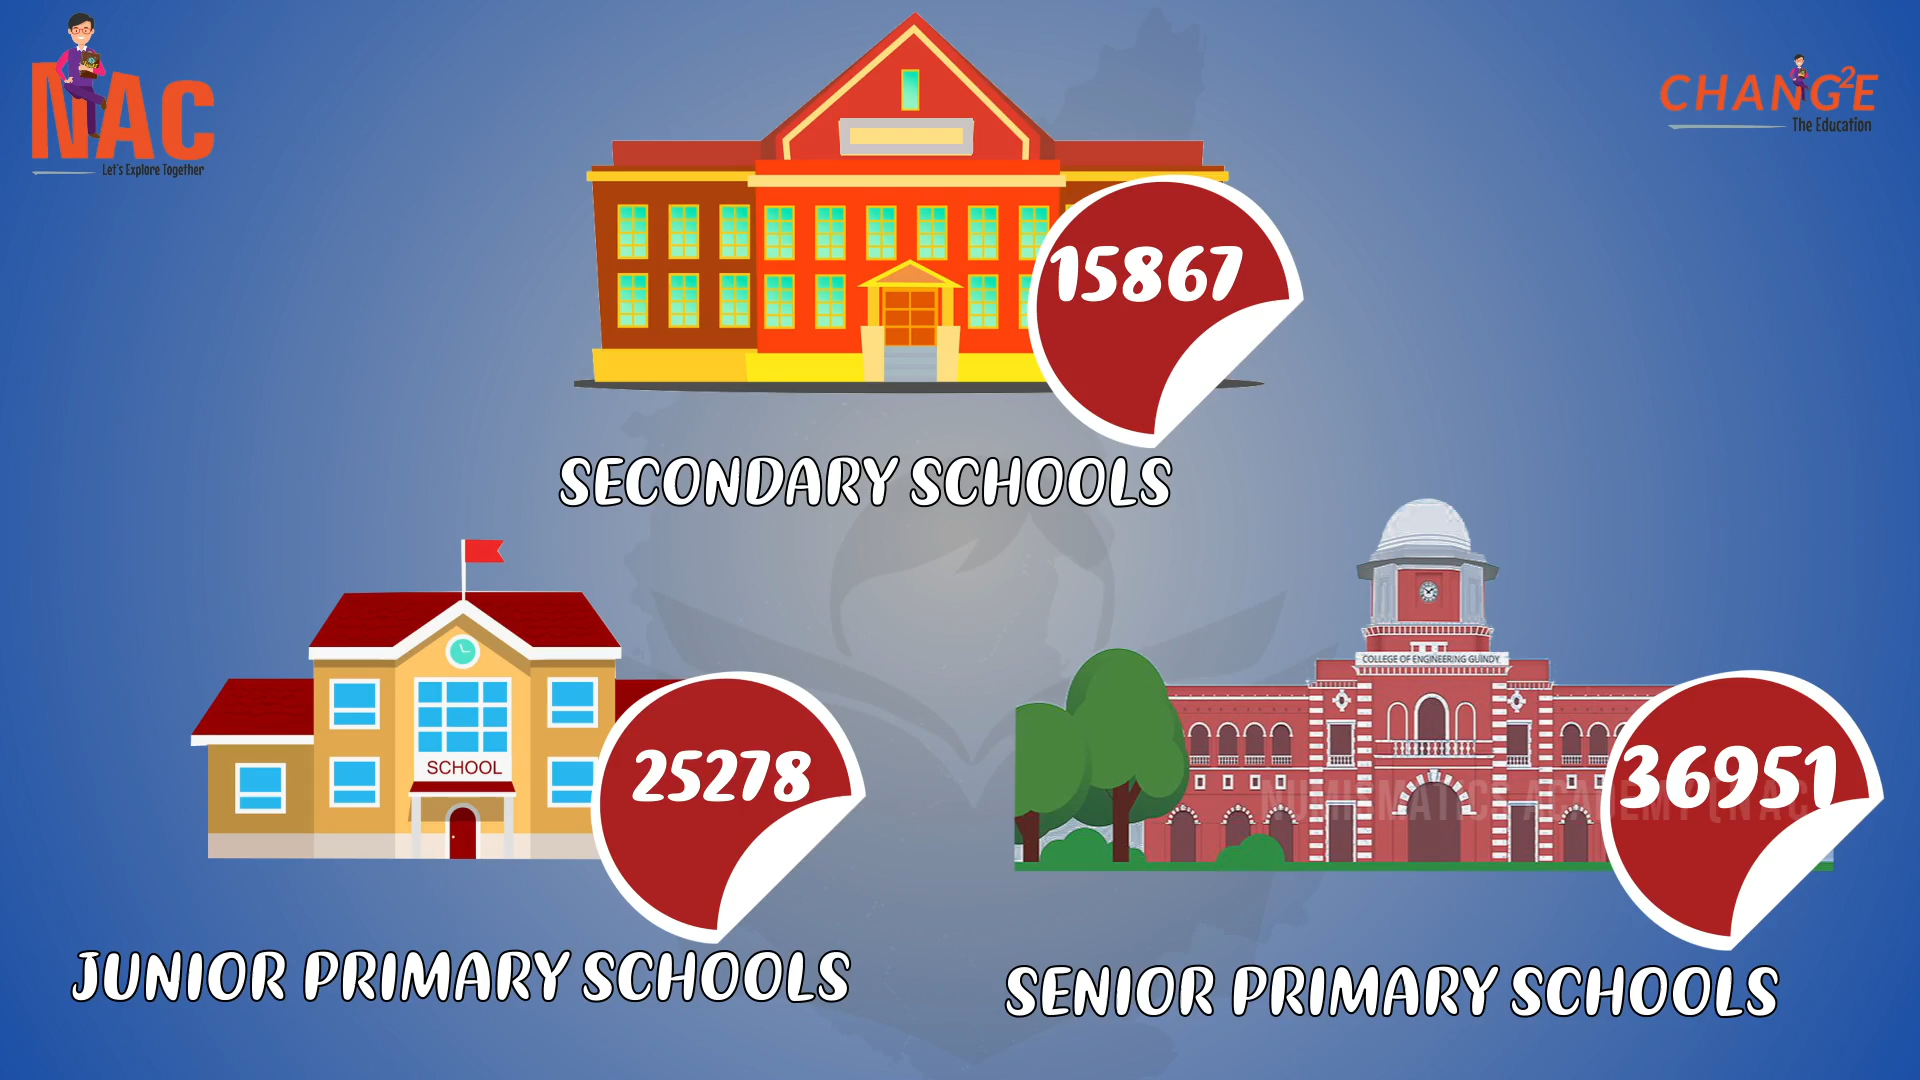 NAC
Let's Explore Together
CHANG2E
The Education
15867
SECONDARY SCHOOLS
SCHOOL
25278
JUNIOR PRIMARY SCHOOLS
COLLEGE OF ENGINEERING GUINDY
36951
SENIOR PRIMARY SCHOOLS